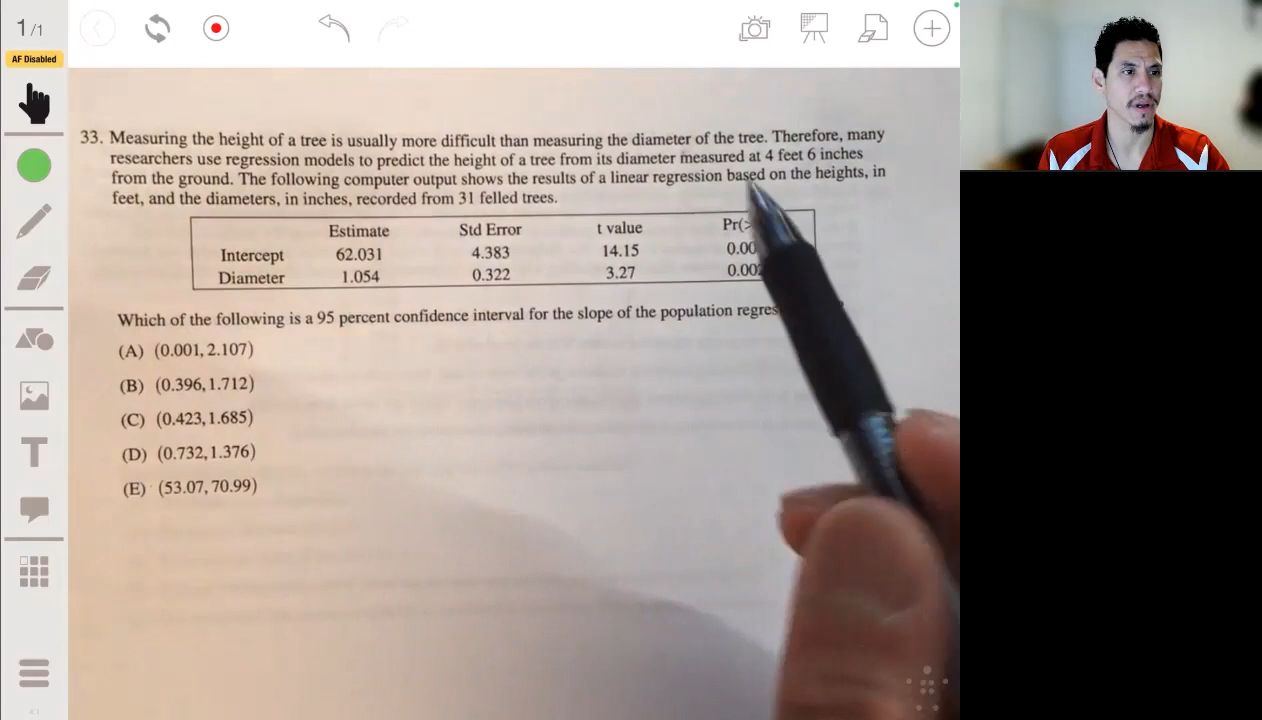 1/1
AF Disabled
33. Measuring the height of a tree is usually more difficult than measuring the diameter of the tree. Therefore, many
researchers use regression models to predict the height of a tree from its diameter measured at 4 feet 6 inches
from the ground. The following computer output shows the results of a linear regression based on the heights, in
feet, and the diameters, in inches, recorded from 31 felled trees.
Estimate Std Error t value Pr(>
Intercept 62.031 4.383 14.15 0.00
Diameter 1.054 0.322 3.27 0.00
Which of the following is a 95 percent confidence interval for the slope of the population
(A) (0.001, 2.107)
(B) (0.396, 1.712)
(C) (0.423, 1.685)
(D) (0.732, 1.376)
(E) (53.07, 70.99)
T